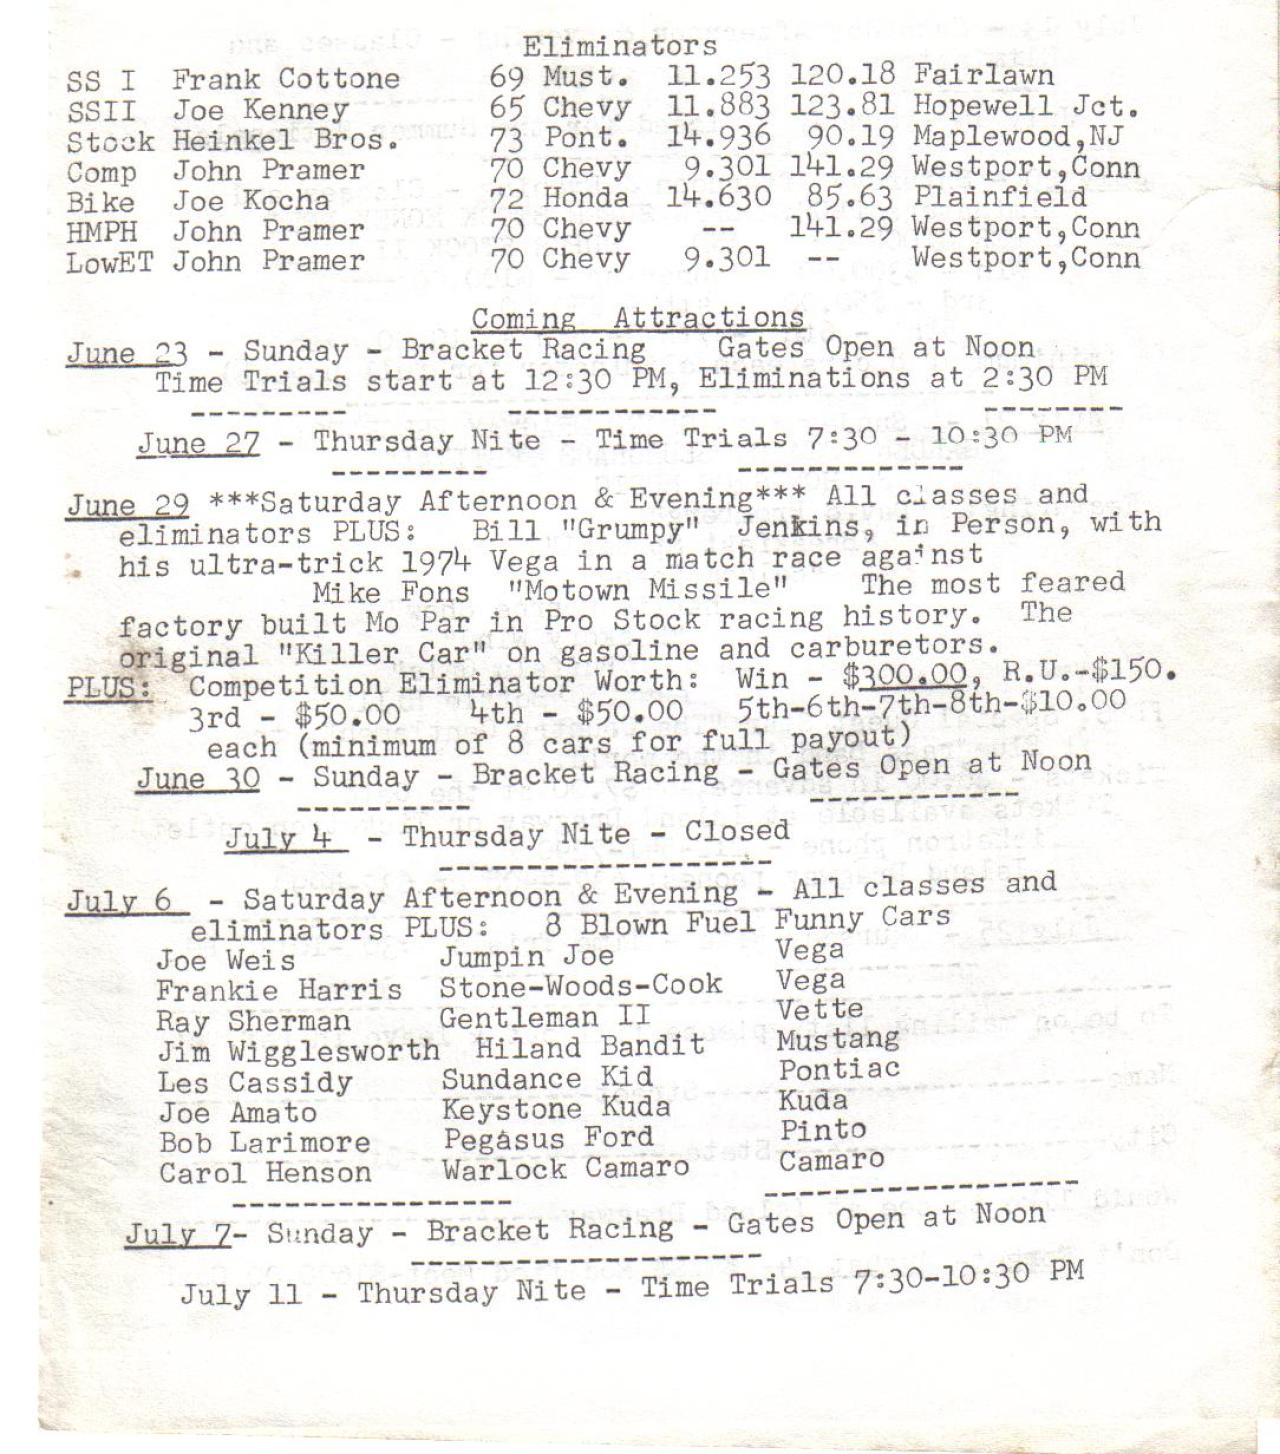 Eliminators
SS I Frank Cottone 69 Must. 11.253 120.18 Fairlawn
SSII Joe Kenney 65 Chevy 11.883 123.81 Hopewell Jct.
Stock Heinkel Bros. 73 Pont. 14.936 90.19 Maplewood,NJ
Comp John Pramer 70 Chevy 9.301 141.29 Westport,Conn
Bike Joe Kocha 72 Honda 14.630 85.63 Plainfield
HMPH John Pramer 70 Chevy -- 141.29 Westport,Conn
LowET John Pramer 70 Chevy 9.301 -- Westport,Conn
Coming Attractions
June 23 - Sunday - Bracket Racing Gates Open at Noon
Time Trials start at 12:30 PM, Eliminations at 2:30 PM
June 27 - Thursday Nite - Time Trials 7:30 - 10:30 PM
June 29 ***Saturday Afternoon & Evening*** All classes and
eliminators PLUS: Bill "Grumpy" Jenkins, in Person, with
his ultra-trick 1974 Vega in a match race against
Mike Fons "Motown Missile" The most feared
factory built Mo Par in Pro Stock racing history. The
original "Killer Car" on gasoline and carburetors.
PLUS: Competition Eliminator Worth: Win - $300.00, R.U.-$150.
3rd - $50.00 4th - $50.00 5th-6th-7th-8th-$10.00
each (minimum of 8 cars for full payout)
June 30 - Sunday - Bracket Racing - Gates Open at Noon
July 4 - Thursday Nite - Closed
July 6 - Saturday Afternoon & Evening - All classes and
eliminators PLUS: 8 Blown Fuel Funny Cars
Joe Weis Jumpin Joe Vega
Frankie Harris Stone-Woods-Cook Vega
Ray Sherman Gentleman II Vette
Jim Wigglesworth Hiland Bandit Mustang
Les Cassidy Sundance Kid Pontiac
Joe Amato Keystone Kuda Kuda
Bob Larimore Pegasus Ford Pinto
Carol Henson Warlock Camaro Camaro
July 7- Sunday - Bracket Racing - Gates Open at Noon
July 11 - Thursday Nite - Time Trials 7:30-10:30 PM